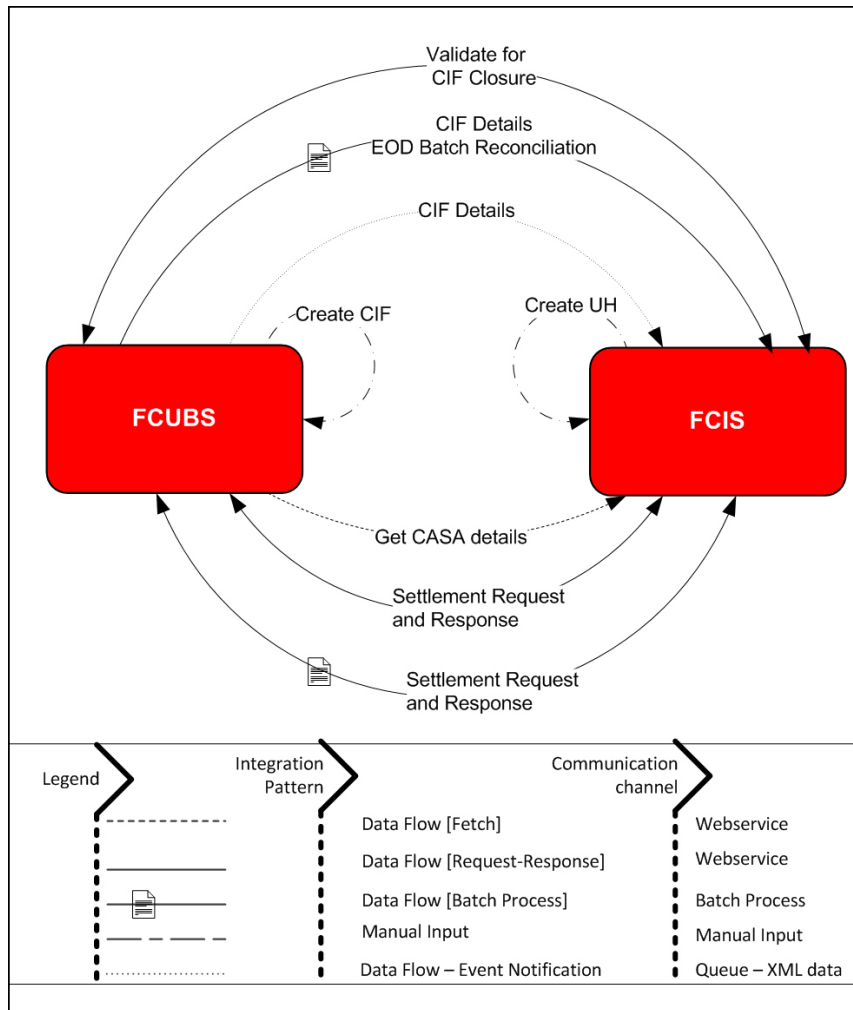 Validate for
CIF Closure
CIF Details
EOD Batch Reconciliation
CIF Details
Create CIF
Create UH
FCUBS
FCIS
Get CASA details
Settlement Request
and Response
Settlement Request
and Response
Legend
Integration
Pattern
Communication
channel
Data Flow [Fetch]
Webservice
Data Flow [Request-Response]
Webservice
Data Flow [Batch Process]
Batch Process
Manual Input
Manual Input
Data Flow – Event Notification
Queue – XML data